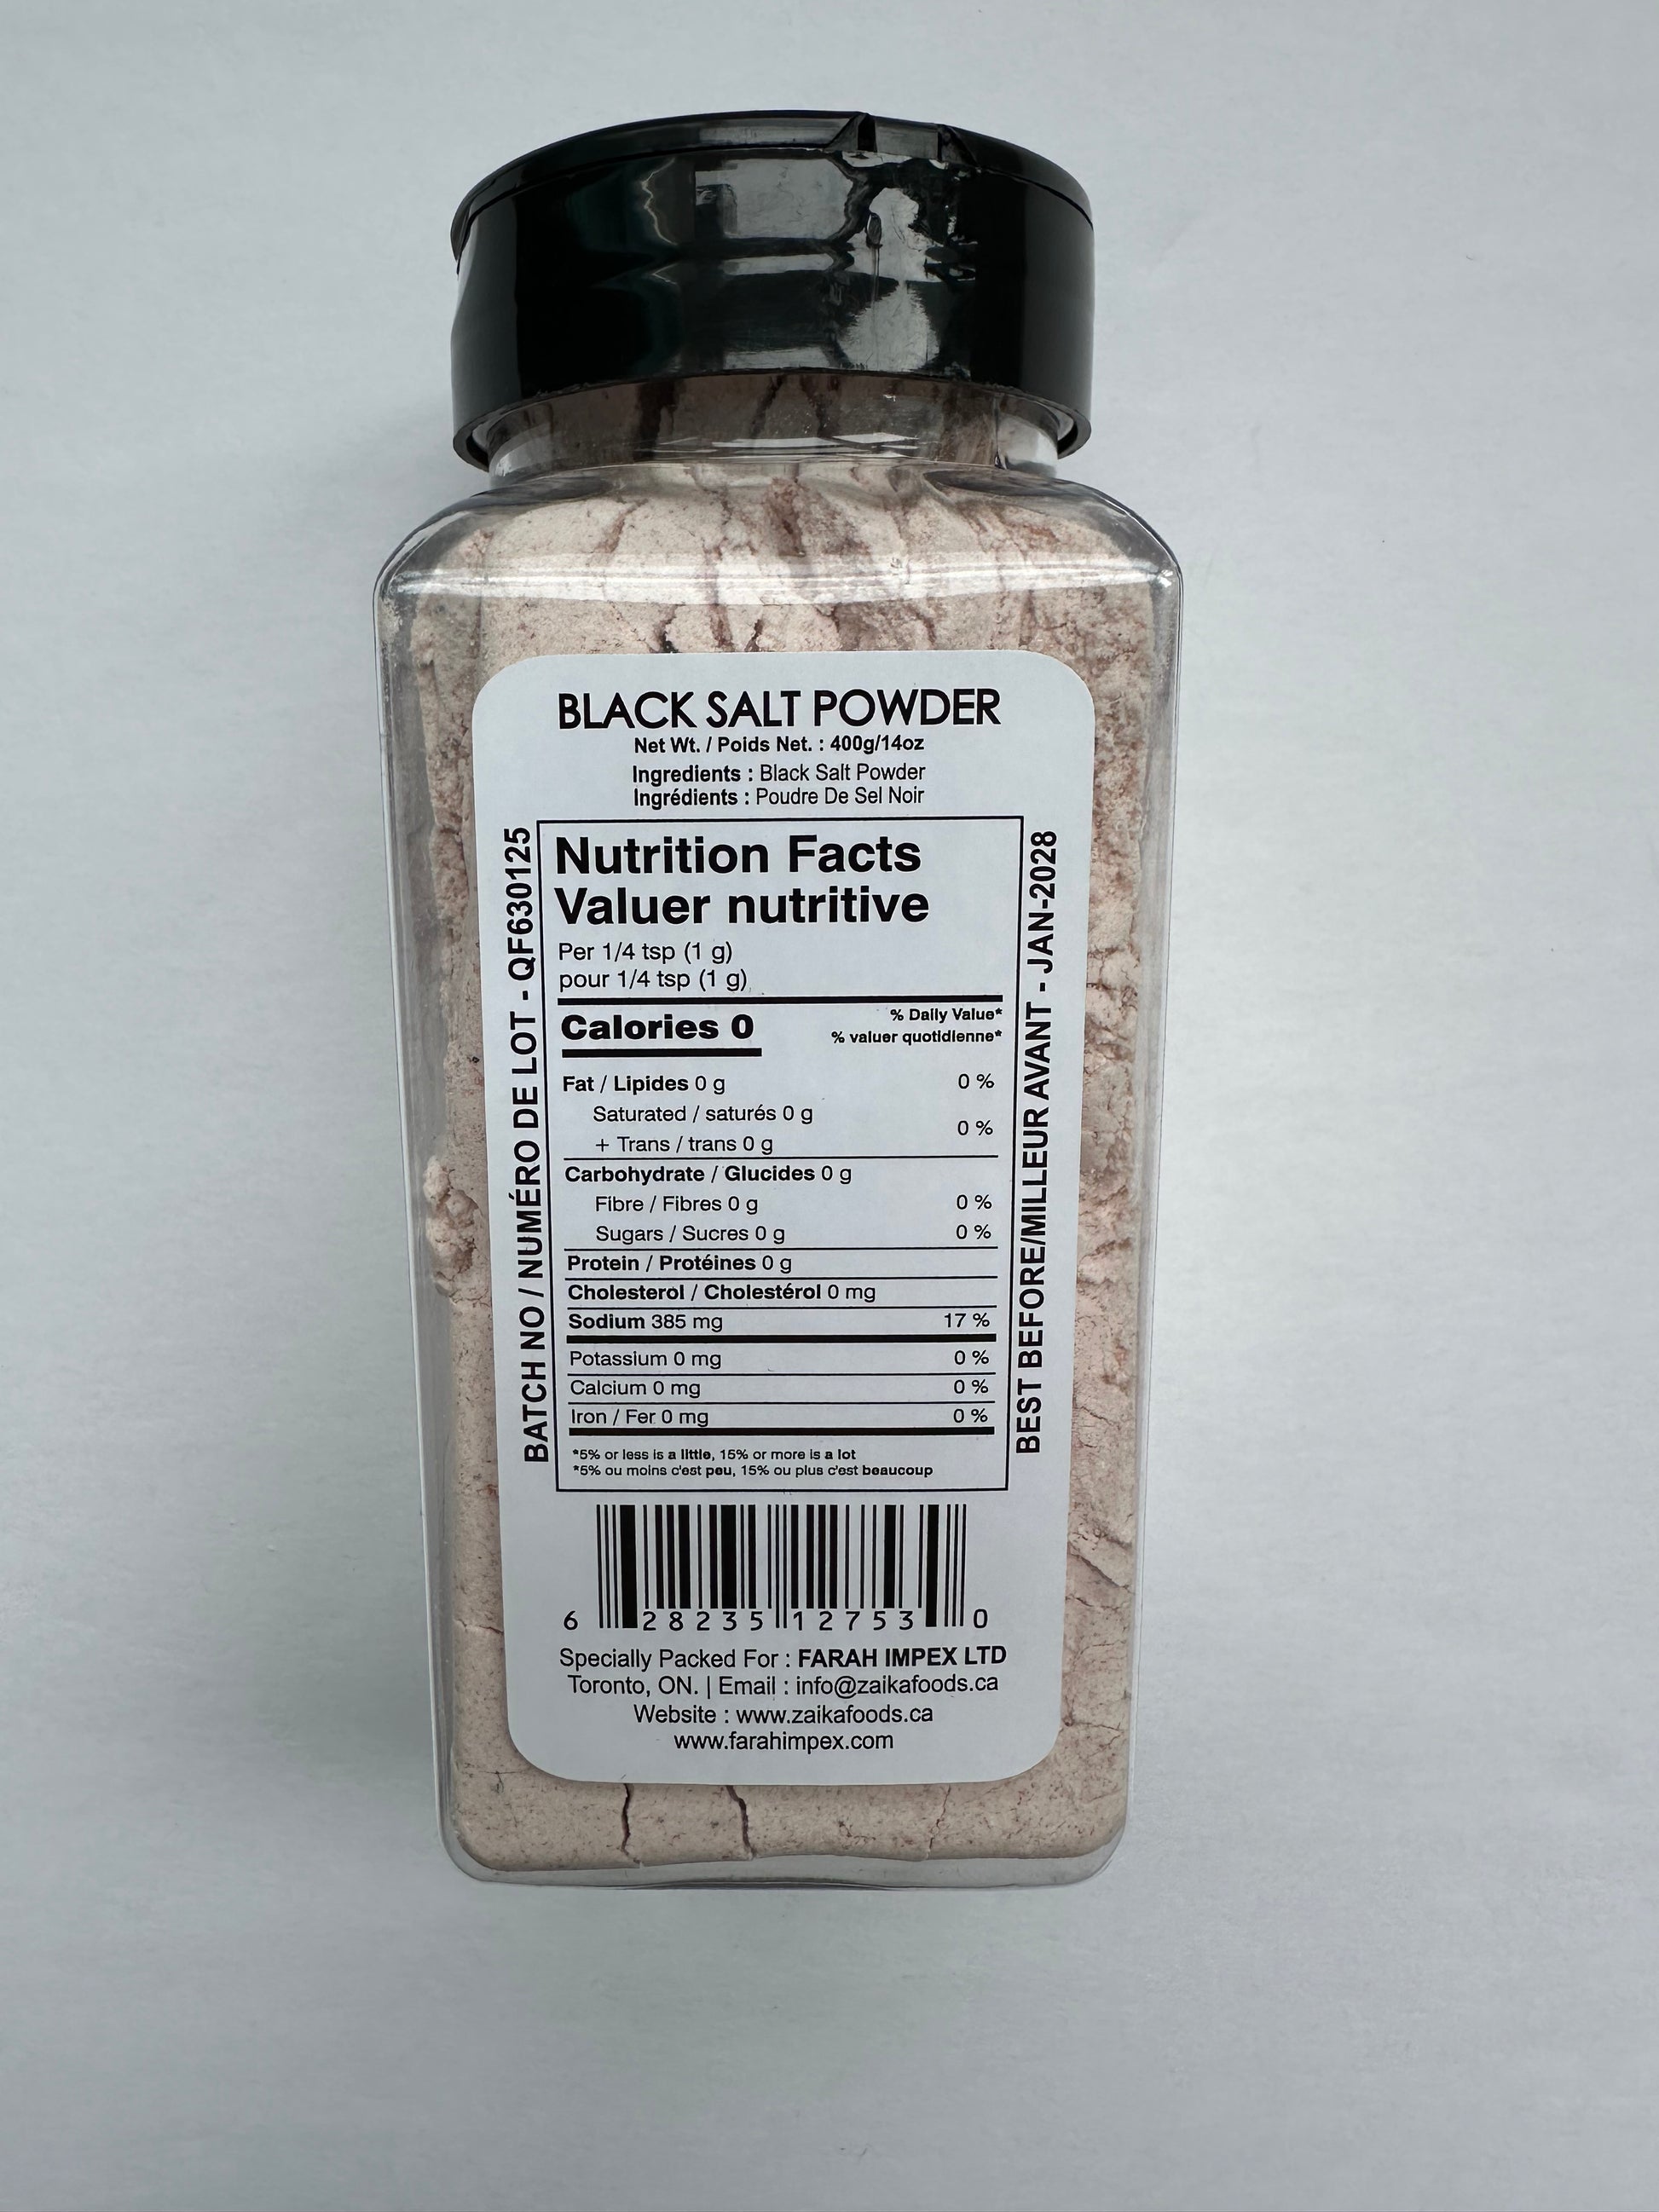 BLACK SALT POWDER
Net Wt. / Poids Net. : 400g/14oz
Ingredients : Black Salt Powder
Ingrédients : Poudre De Sel Noir
BATCH NO / NUMÉRO DE LOT - QF630125
Nutrition Facts
Valuer nutritive
Per 1/4 tsp (1 g)
pour 1/4 tsp (1 g)
Calories 0
% Daily Value*
% valuer quotidienne*
Fat / Lipides 0 g 0 %
Saturated / saturés 0 g
+ Trans / trans 0 g 0 %
Carbohydrate / Glucides 0 g
Fibre / Fibres 0 g 0 %
Sugars / Sucres 0 g 0 %
Protein / Protéines 0 g
Cholesterol / Cholestérol 0 mg
Sodium 385 mg 17 %
Potassium 0 mg 0 %
Calcium 0 mg 0 %
Iron / Fer 0 mg 0 %
*5% or less is a little, 15% or more is a lot
*5% ou moins c'est peu, 15% ou plus c'est beaucoup
BEST BEFORE/MILLEUR AVANT - JAN-2028
6 28235 12753 0
Specially Packed For : FARAH IMPEX LTD
Toronto, ON. | Email : info@zaikafoods.ca
Website : www.zaikafoods.ca
www.farahimpex.com